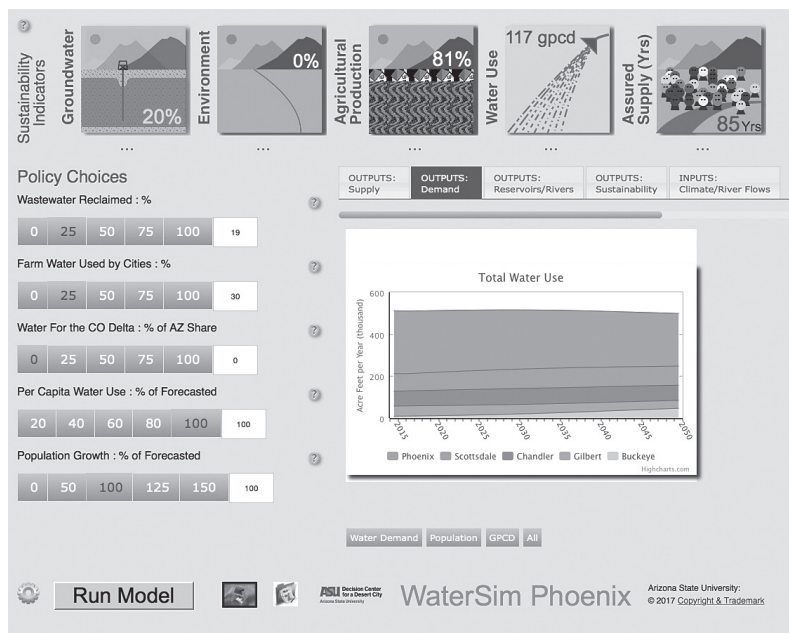 ?
Sustainability Indicators
Groundwater
20%
Environment
0%
Agricultural Production
81%
Water Use
117 gpcd
Assured Supply (Yrs)
85Yrs
...
...
...
...
...
Policy Choices
Wastewater Reclaimed : %
?
0 25 50 75 100 19
Farm Water Used by Cities : %
?
0 25 50 75 100 30
Water For the CO Delta : % of AZ Share
?
0 25 50 75 100 0
Per Capita Water Use : % of Forecasted
?
20 40 60 80 100 100
Population Growth : % of Forecasted
?
0 50 100 125 150 100
OUTPUTS: Supply
OUTPUTS: Demand
OUTPUTS: Reservoirs/Rivers
OUTPUTS: Sustainability
INPUTS: Climate/River Flows
Total Water Use
Acre Feet per Year (thousand)
600
400
200
0
2015 2020 2025 2030 2035 2040 2045 2050
Phoenix Scottsdale Chandler Gilbert Buckeye
Highcharts.com
Water Demand Population GPCD All
Run Model
ASU Decision Center for a Desert City
Arizona State University
WaterSim Phoenix
Arizona State University:
© 2017 Copyright & Trademark